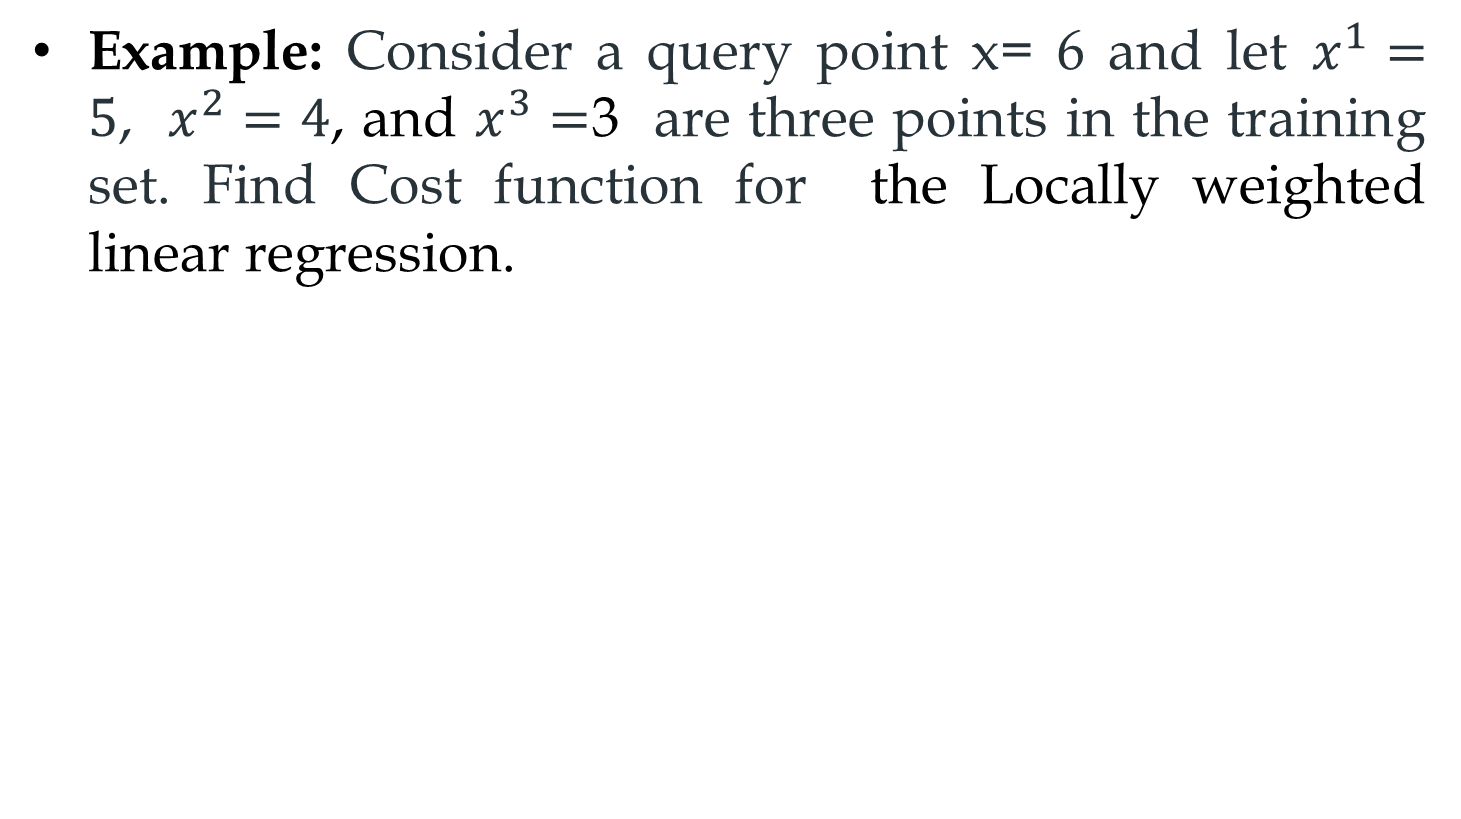 • Example: Consider a query point x= 6 and let x¹ =
5, x² = 4, and x³ =3 are three points in the training
set. Find Cost function for the Locally weighted
linear regression.